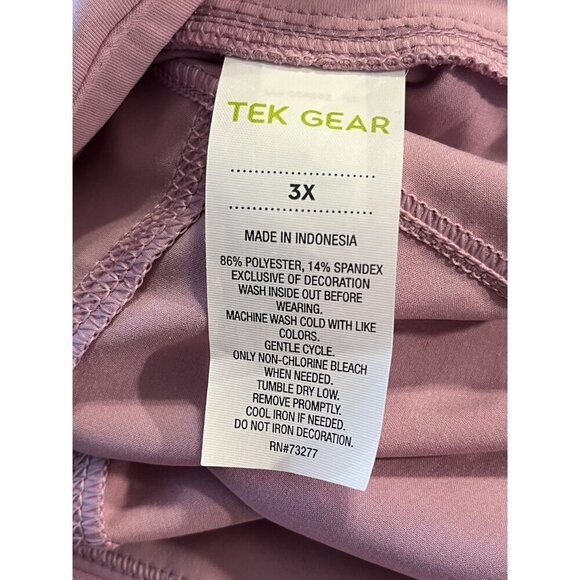 TEK GEAR
3X
MADE IN INDONESIA
86% POLYESTER, 14% SPANDEX
EXCLUSIVE OF DECORATION
WASH INSIDE OUT BEFORE
WEARING.
MACHINE WASH COLD WITH LIKE
COLORS.
GENTLE CYCLE.
ONLY NON-CHLORINE BLEACH
WHEN NEEDED.
TUMBLE DRY LOW.
REMOVE PROMPTLY.
COOL IRON IF NEEDED.
DO NOT IRON DECORATION.
RN#73277